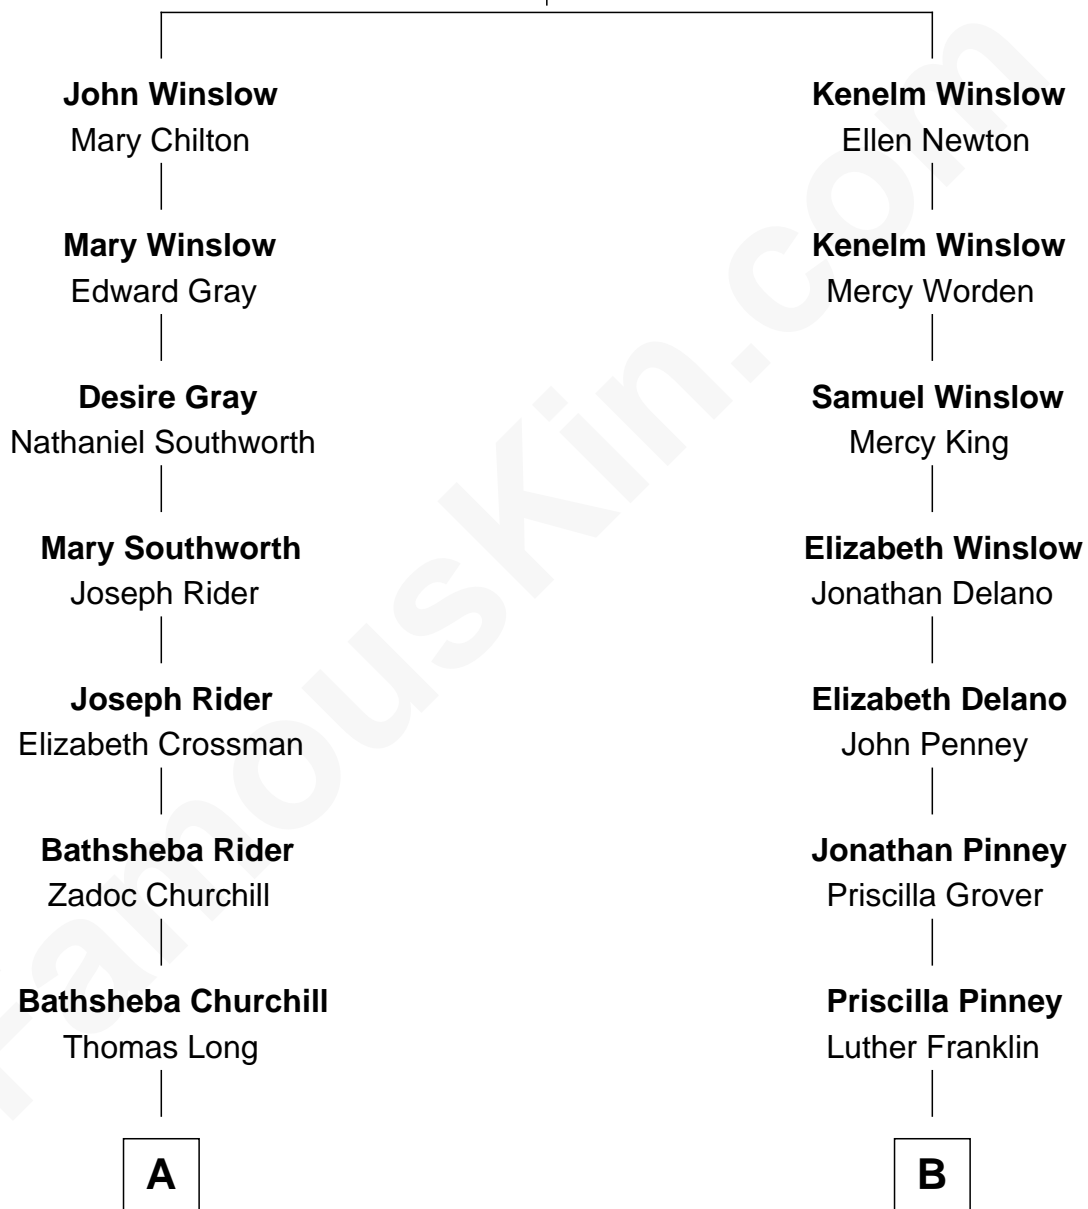 John Winslow
Mary Chilton
Mary Winslow
Edward Gray
Desire Gray
Nathaniel Southworth
Mary Southworth
Joseph Rider
Joseph Rider
Elizabeth Crossman
Bathsheba Rider
Zadoc Churchill
Bathsheba Churchill
Thomas Long
A
Kenelm Winslow
Ellen Newton
Kenelm Winslow
Mercy Worden
Samuel Winslow
Mercy King
Elizabeth Winslow
Jonathan Delano
Elizabeth Delano
John Penney
Jonathan Pinney
Priscilla Grover
Priscilla Pinney
Luther Franklin
B
FamousKin.com